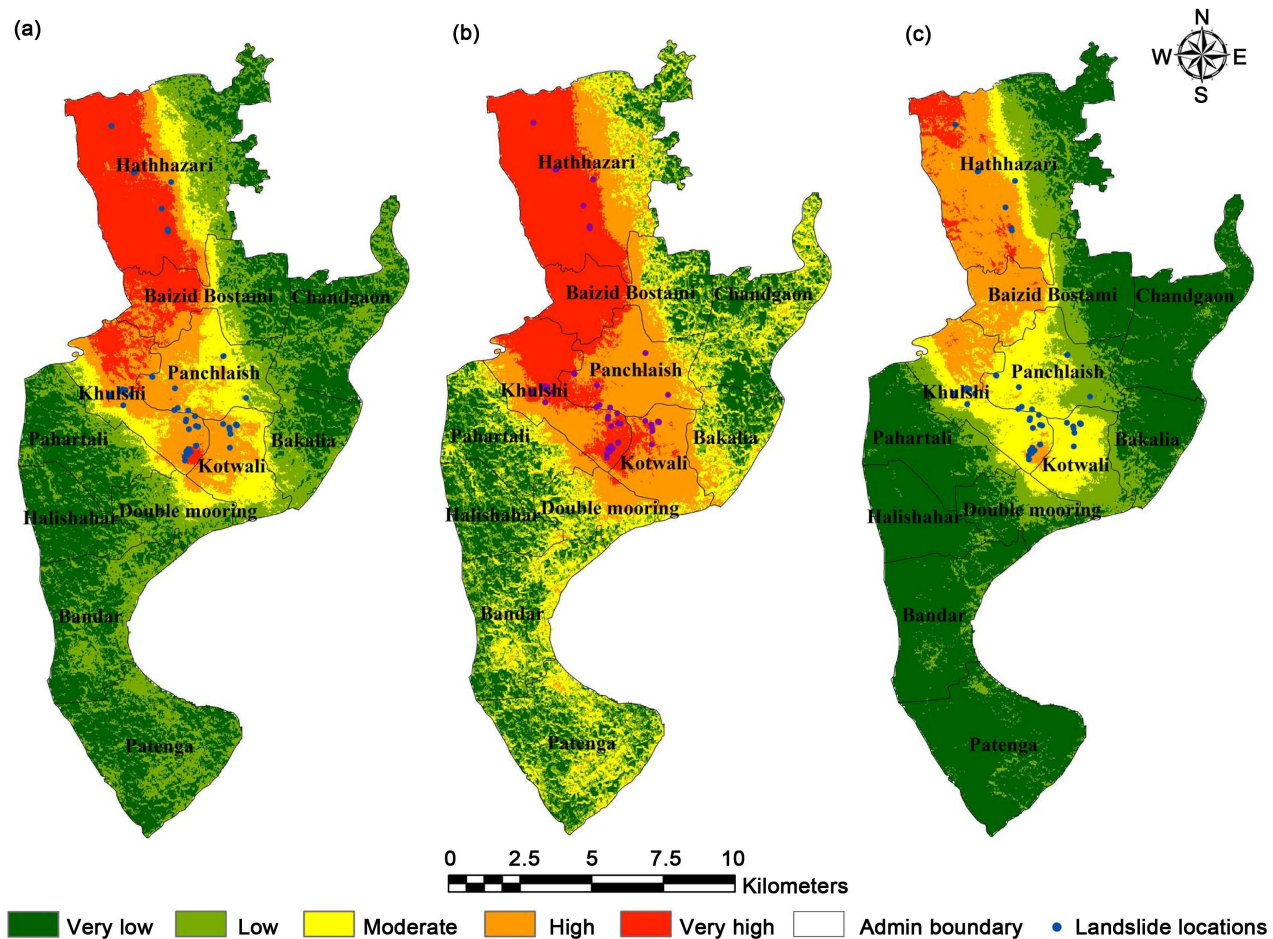 (a)
Hathhazari
Baizid Bostami
Chandgaon
Panchlaish
Khulshi
Pahartali
Bakalia
Kotwali
Halishahar
Double mooring
Bandar
Patenga
(b)
Hathhazari
Baizid Bostami
Chandgaon
Panchlaish
Khulshi
Pahartali
Bakalia
Kotwali
Halishahar
Double mooring
Bandar
Patenga
(c)
Hathhazari
Baizid Bostami
Chandgaon
Panchlaish
Khulshi
Pahartali
Bakalia
Kotwali
Halishahar
Double mooring
Bandar
Patenga
N
W E
S
0 2.5 5 7.5 10
Kilometers
Very low Low Moderate High Very high Admin boundary Landslide locations